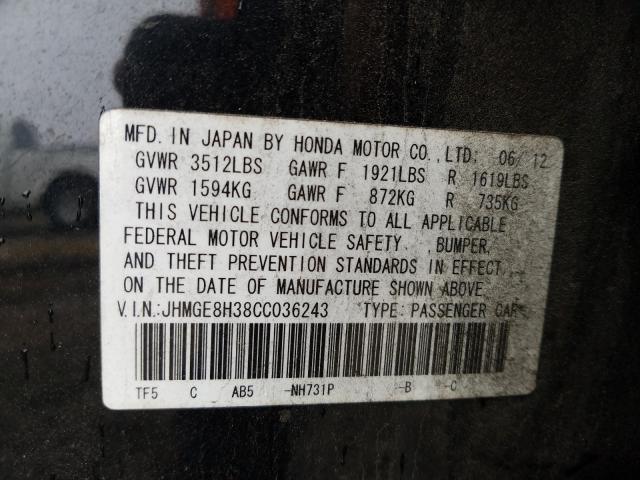 MFD. IN JAPAN BY HONDA MOTOR CO., LTD: 06/12
GVWR 3512LBS GAWR F 1921LBS R 1619LBS
GVWR 1594KG GAWR F 872KG R 735KG
THIS VEHICLE CONFORMS TO ALL APPLICABLE
FEDERAL MOTOR VEHICLE SAFETY, BUMPER,
AND THEFT PREVENTION STANDARDS IN EFFECT
ON THE DATE OF MANUFACTURE SHOWN ABOVE.
V.I.N.:JHMGE8H38CC036243 TYPE: PASSENGER CAR
TF5 C AB5 -NH731P -B -C